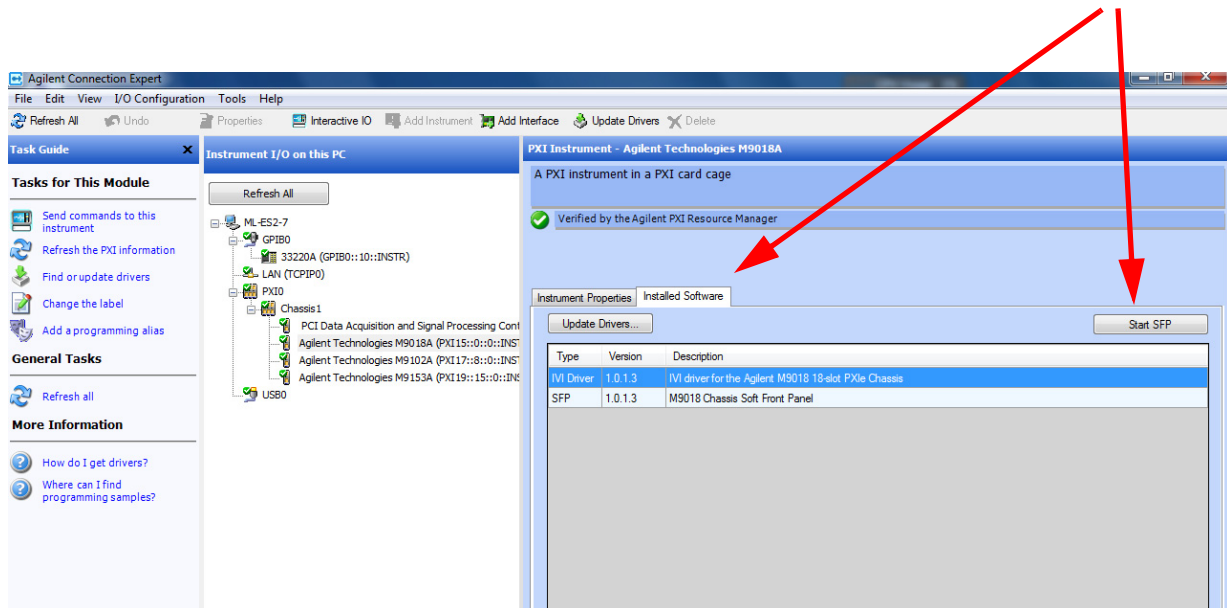 Agilent Connection Expert
File Edit View I/O Configuration Tools Help
Refresh All Undo Properties Interactive IO Add Instrument Add Interface Update Drivers Delete
Task Guide
Tasks for This Module
Send commands to this
instrument
Refresh the PXI information
Find or update drivers
Change the label
Add a programming alias
General Tasks
Refresh all
More Information
How do I get drivers?
Where can I find
programming samples?
Instrument I/O on this PC
Refresh All
ML-ES2-7
GPIB0
33220A (GPIB0::10::INSTR)
LAN (TCPIP0)
PXI0
Chassis1
PCI Data Acquisition and Signal Processing Cont
Agilent Technologies M9018A (PXI15::0::0::INST
Agilent Technologies M9102A (PXI17::8::0::INST
Agilent Technologies M9153A (PXI19::15::0::INS
USB0
PXI Instrument - Agilent Technologies M9018A
A PXI instrument in a PXI card cage
Verified by the Agilent PXI Resource Manager
Instrument Properties Installed Software
Update Drivers... Start SFP
Type Version Description
IVI Driver 1.0.1.3 IVI driver for the Agilent M9018 18-slot PXIe Chassis
SFP 1.0.1.3 M9018 Chassis Soft Front Panel